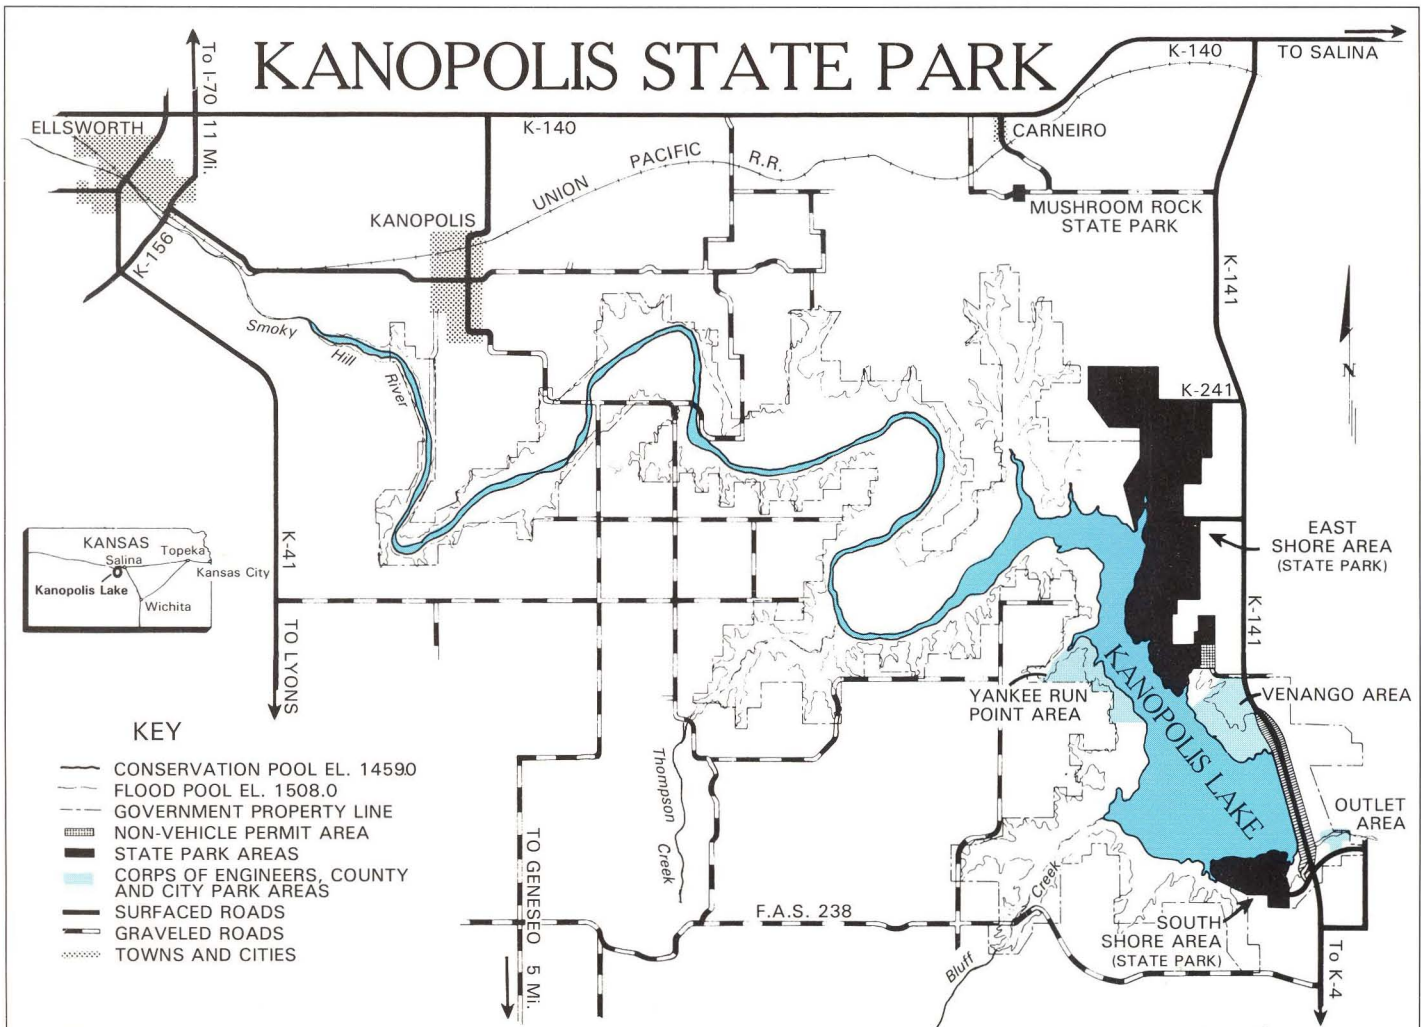 KANOPOLIS STATE PARK
To I-70 11 Mi.
K-140
TO SALINA
ELLSWORTH
K-140
CARNEIRO
UNION PACIFIC R.R.
KANOPOLIS
MUSHROOM ROCK
STATE PARK
K-156
K-141
Smoky
Hill
River
N
K-241
KANSAS
Salina
Topeka
Kansas City
Kanopolis Lake
Wichita
K-41
EAST
SHORE AREA
(STATE PARK)
K-141
TO LYONS
KANOPOLIS LAKE
YANKEE RUN
POINT AREA
VENANGO AREA
KEY
CONSERVATION POOL EL. 14590
FLOOD POOL EL. 1508.0
GOVERNMENT PROPERTY LINE
NON-VEHICLE PERMIT AREA
STATE PARK AREAS
CORPS OF ENGINEERS, COUNTY
AND CITY PARK AREAS
SURFACED ROADS
GRAVELED ROADS
TOWNS AND CITIES
Thompson
Creek
OUTLET
AREA
TO GENESEO 5 Mi.
F.A.S. 238
Creek
Bluff
SOUTH
SHORE AREA
(STATE PARK)
To K-4